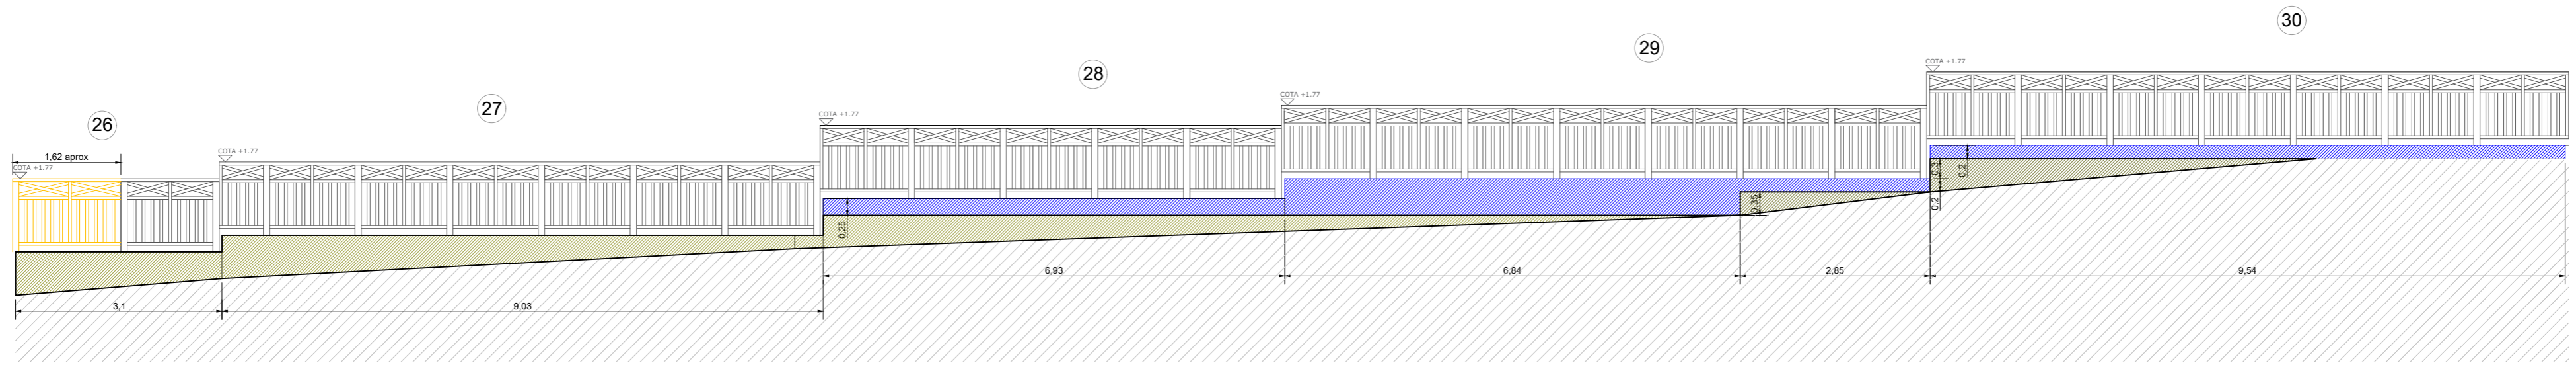 30
29
28
27
26
COTA +1.77
COTA +1.77
COTA +1.77
COTA +1.77
COTA +1.77
1,62 aprox
0,25
0,35
0,3
0,2
0,2
6,93
6,84
2,85
9,54
3,1
9,03